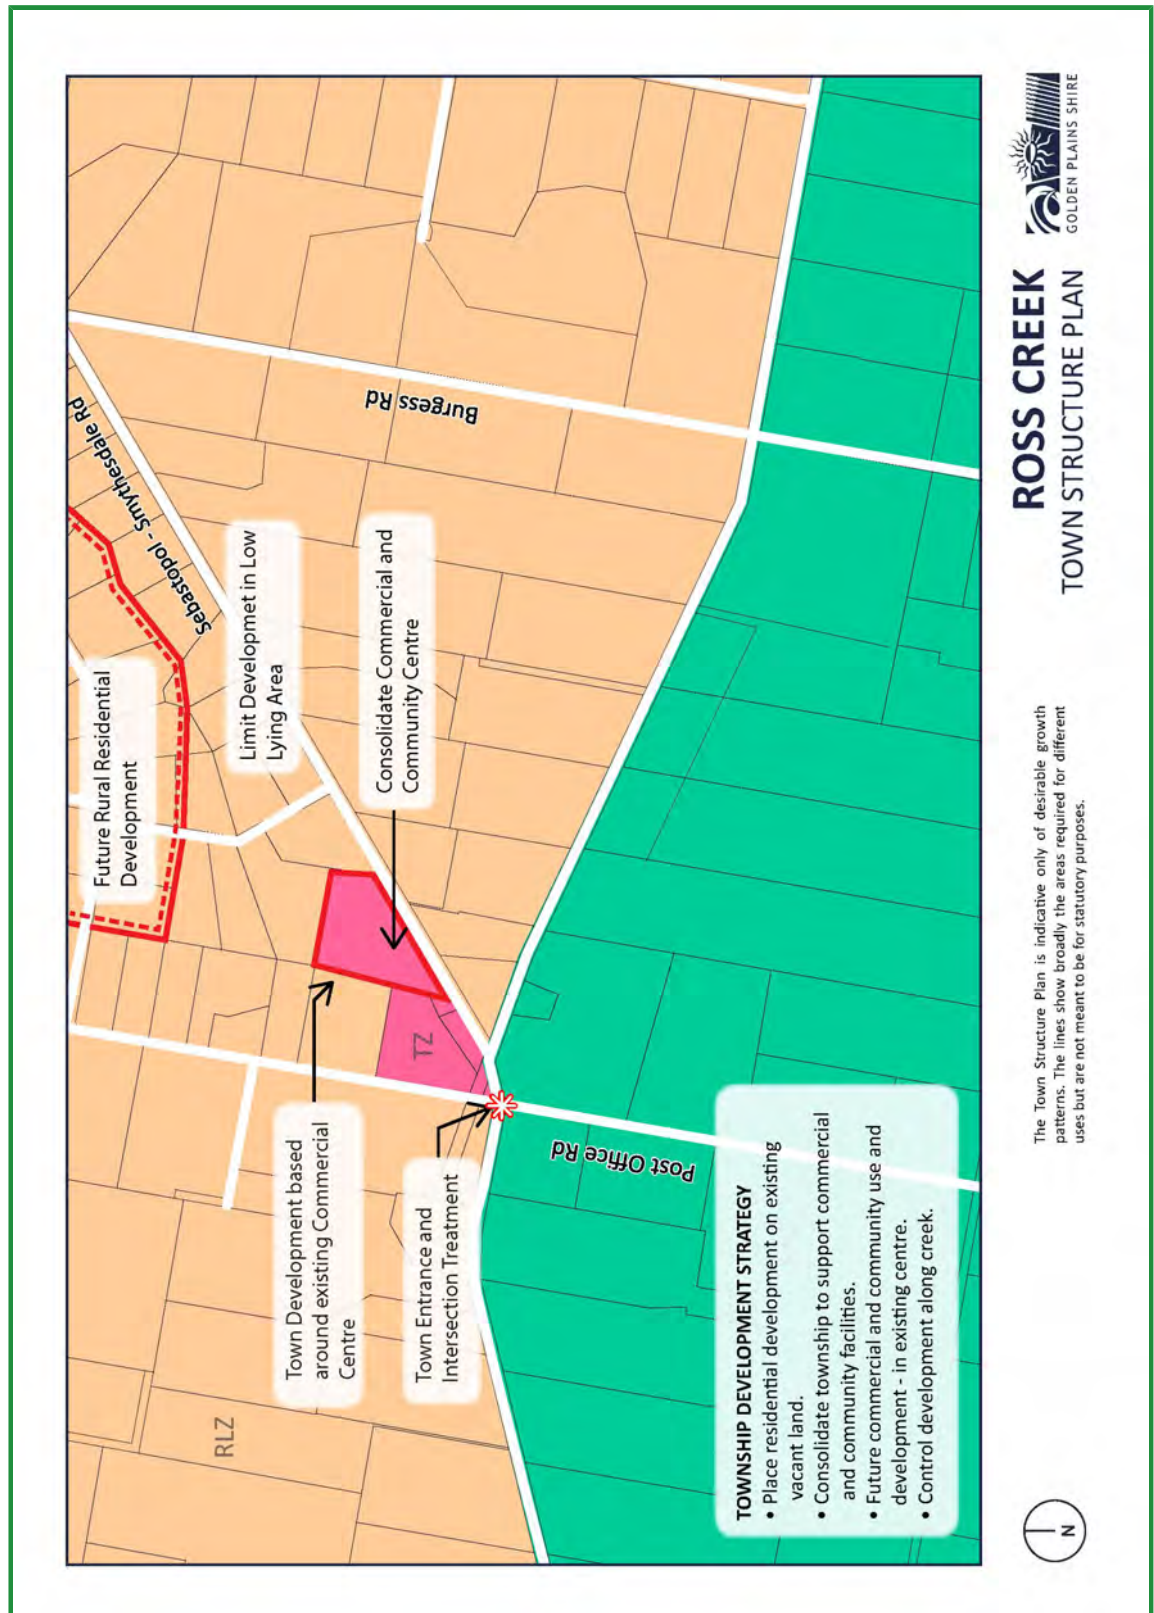 Future Rural Residential
Development
Sebastopol - Smythesdale Rd
Limit Developmet in Low
Lying Area
Consolidate Commercial and
Community Centre
Burgess Rd
TZ
Town Development based
around existing Commercial
Centre
Town Entrance and
Intersection Treatment
RLZ
Post Office Rd
TOWNSHIP DEVELOPMENT STRATEGY
• Place residential development on existing
vacant land.
• Consolidate township to support commercial
and community facilities.
• Future commercial and community use and
development - in existing centre.
• Control development along creek.
N
The Town Structure Plan is indicative only of desirable growth
patterns. The lines show broadly the areas required for different
uses but are not meant to be for statutory purposes.
ROSS CREEK
TOWN STRUCTURE PLAN
GOLDEN PLAINS SHIRE